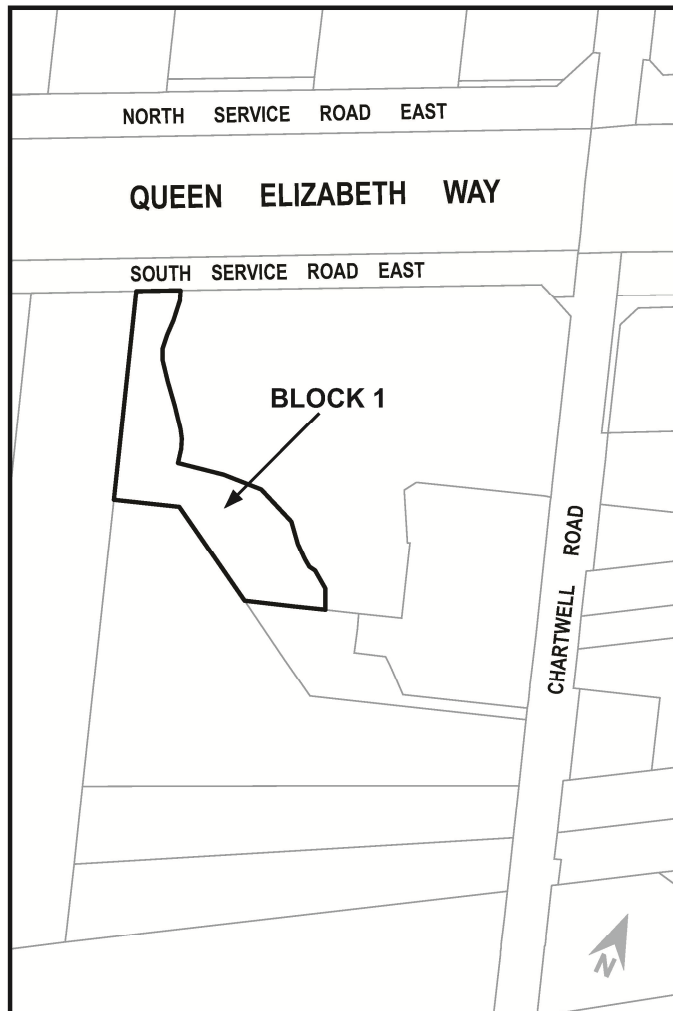 NORTH SERVICE ROAD EAST
QUEEN ELIZABETH WAY
SOUTH SERVICE ROAD EAST
BLOCK 1
CHARTWELL ROAD
N